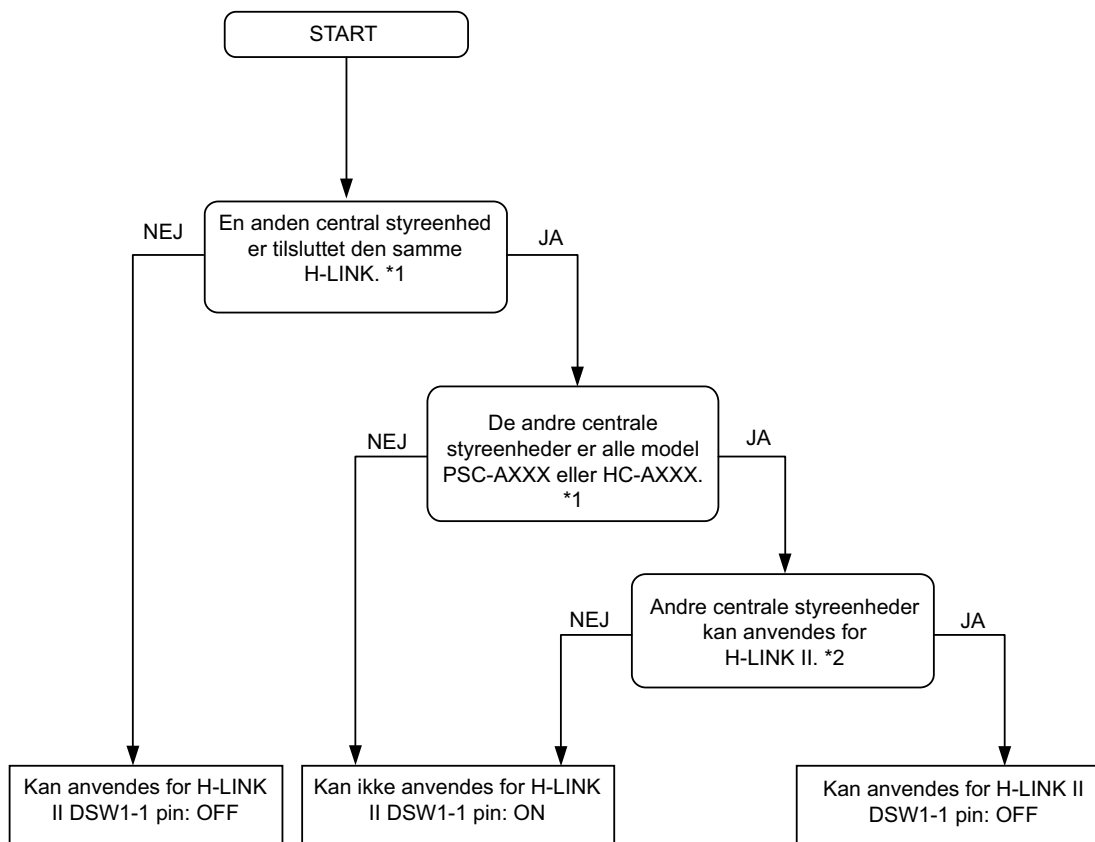 START
NEJ
En anden central styreenhed
er tilsluttet den samme
H-LINK. *1
JA
NEJ
De andre centrale
styreenheder er alle model
PSC-AXXX eller HC-AXXX.
*1
JA
NEJ
Andre centrale styreenheder
kan anvendes for
H-LINK II. *2
JA
Kan anvendes for H-LINK
II DSW1-1 pin: OFF
Kan ikke anvendes for H-LINK
II DSW1-1 pin: ON
Kan anvendes for H-LINK II
DSW1-1 pin: OFF